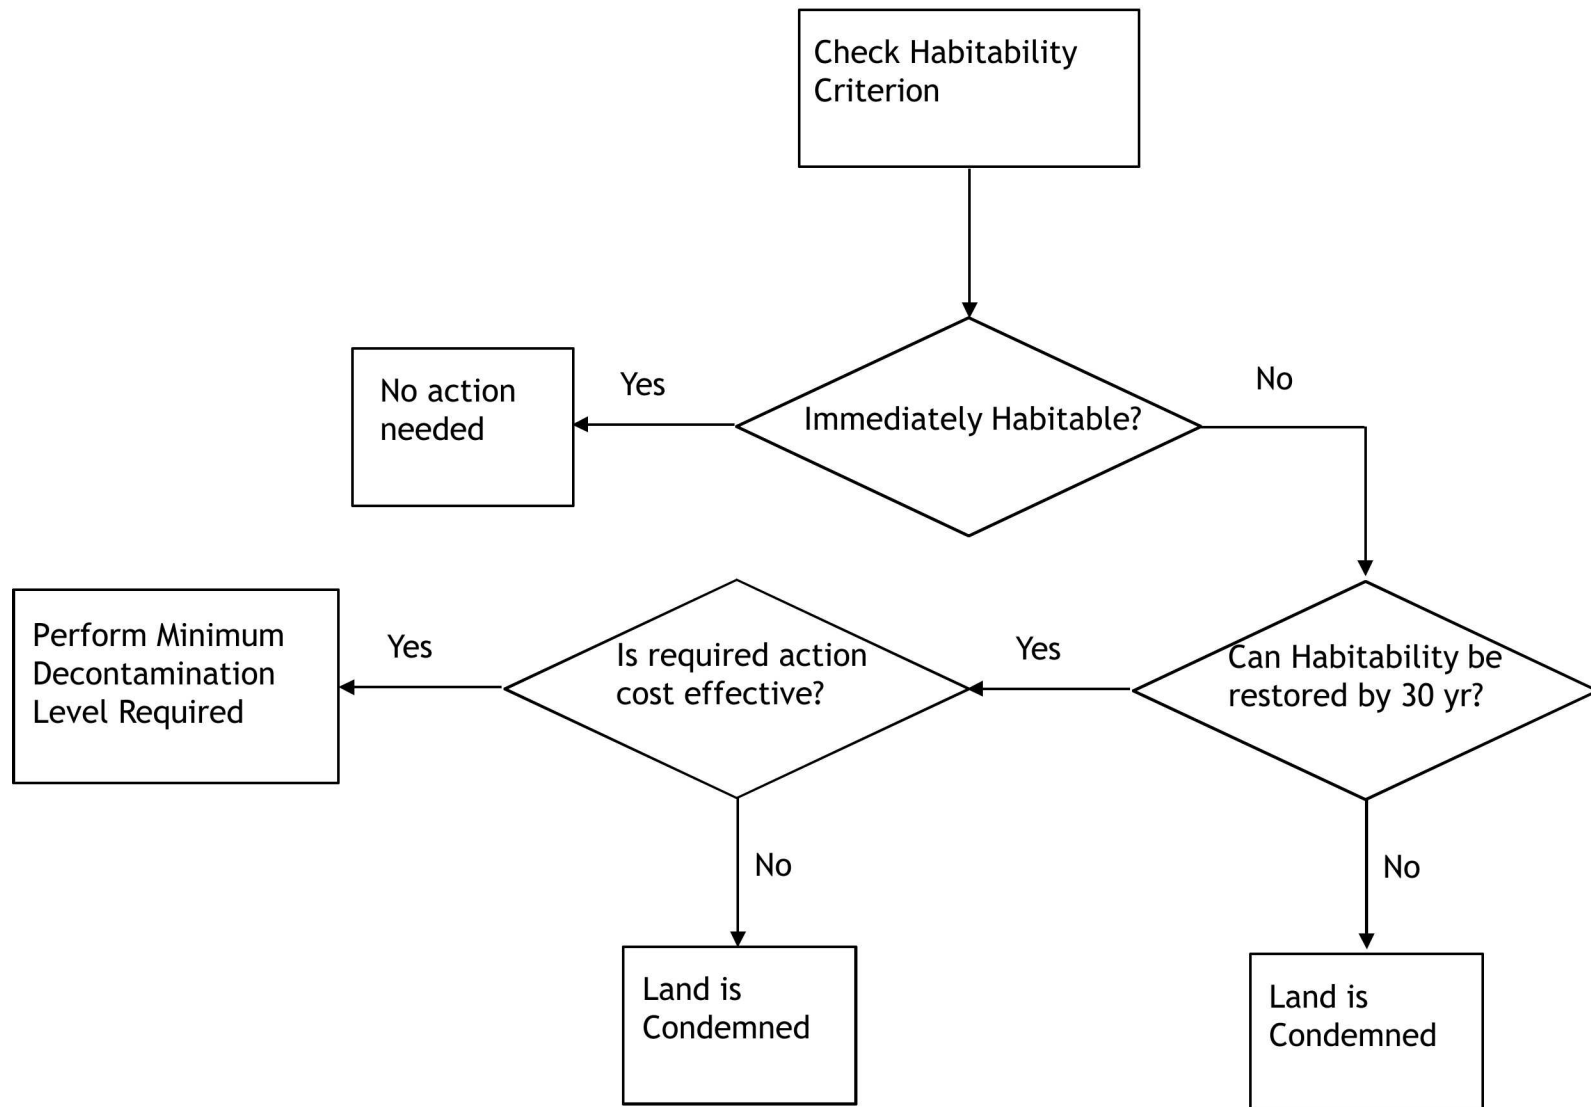 Check Habitability
Criterion
No action
needed
Yes
Immediately Habitable?
No
Perform Minimum
Decontamination
Level Required
Yes
Is required action
cost effective?
Yes
Can Habitability be
restored by 30 yr?
No
No
Land is
Condemned
Land is
Condemned